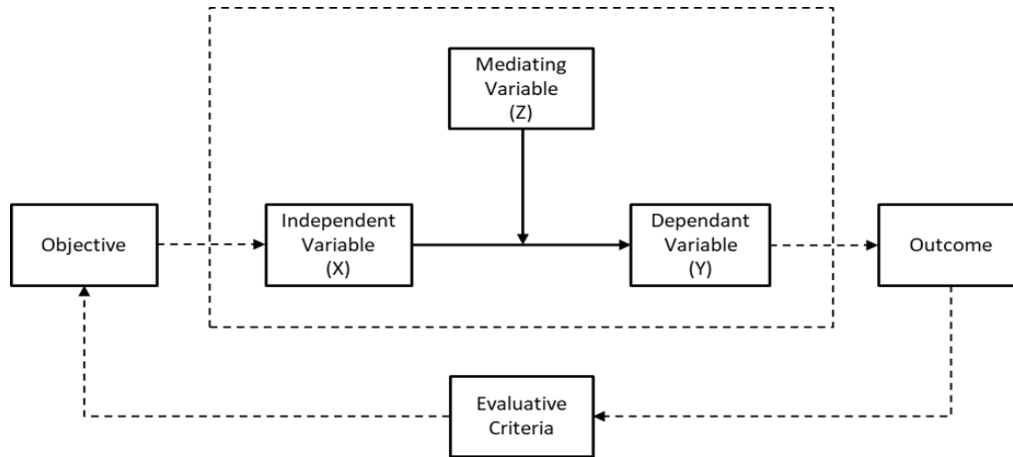 Mediating
Variable
(Z)
Objective
Independent
Variable
(X)
Dependant
Variable
(Y)
Outcome
Evaluative
Criteria